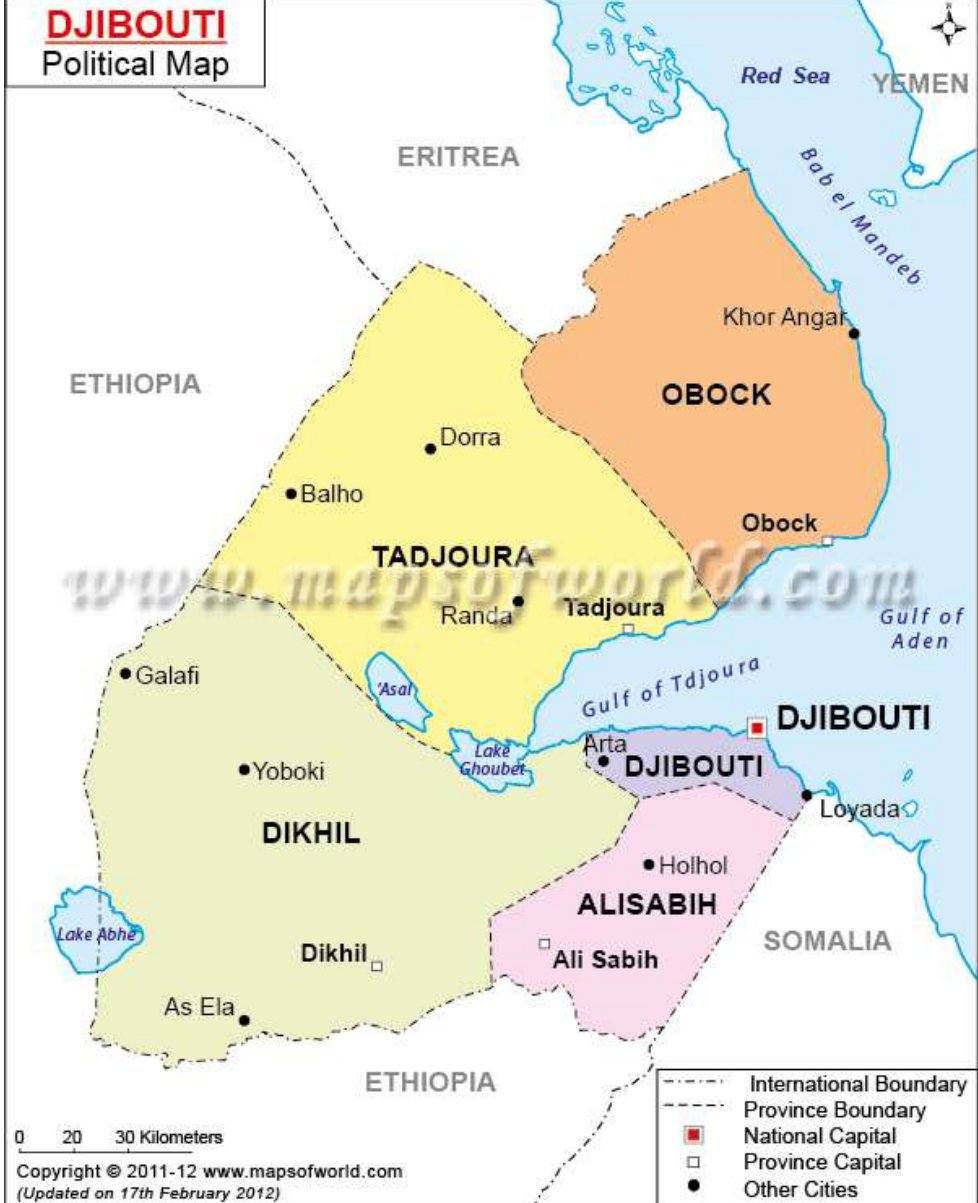 DJIBOUTI
Political Map
Red Sea
YEMEN
ERITREA
Babel Mandeb
Khor Angar
ETHIOPIA
OBOCK
Dorra
Balho
Obock
TADJOURA
www.mapsofworld.com
Randa
Tadjoura
Gulf of
Aden
Galafi
'Asal
Gulf of Tdjoura
DJIBOUTI
Arta
Lake
Ghoubet
DJIBOUTI
Yoboki
Loyada
DIKHIL
Holhol
ALISABIH
Lake Abhe
SOMALIA
Dikhil
Ali Sabih
As Ela
ETHIOPIA
International Boundary
Province Boundary
National Capital
Province Capital
Other Cities
0 20 30 Kilometers
Copyright © 2011-12 www.mapsofworld.com
(Updated on 17th February 2012)